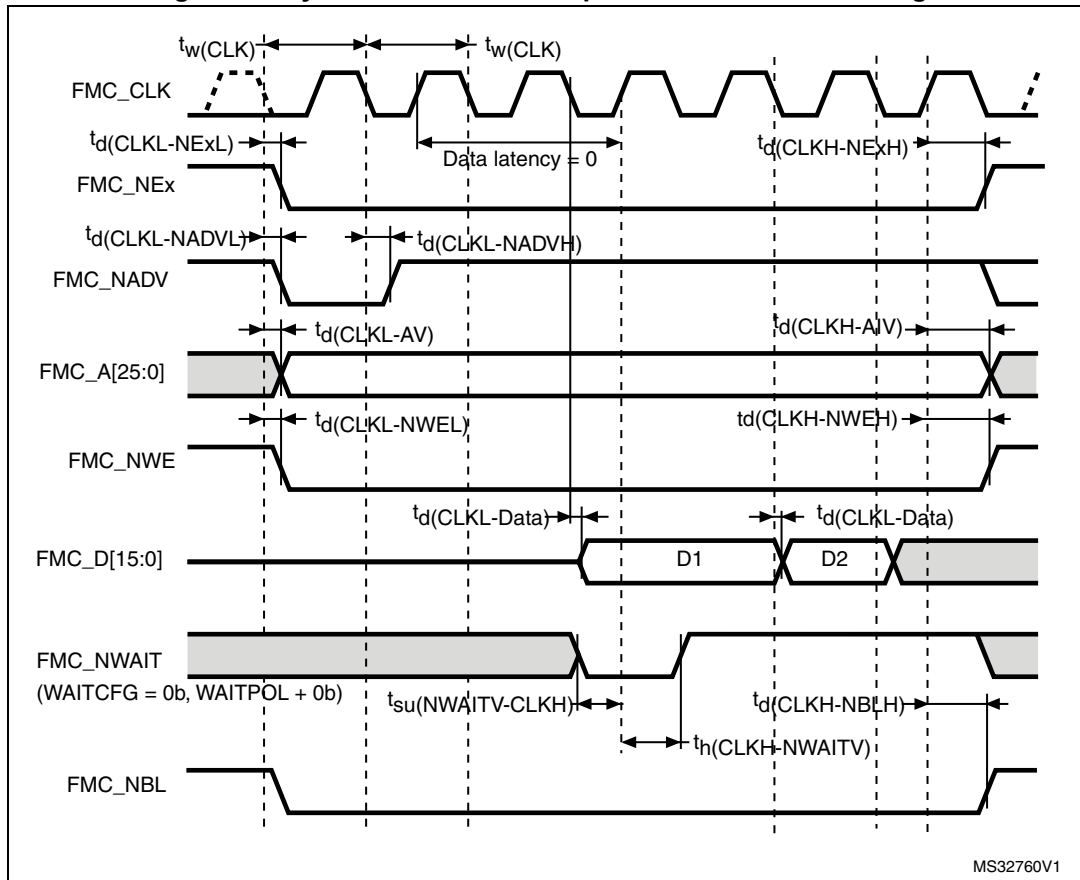 tw(CLK) tw(CLK)
FMC_CLK
td(CLKL-NExL) Data latency = 0 td(CLKH-NExH)
FMC_NEx
td(CLKL-NADVL) td(CLKL-NADVH)
FMC_NADV
td(CLKL-AV) td(CLKH-AIV)
FMC_A[25:0]
td(CLKL-NWEL) td(CLKH-NWEH)
FMC_NWE
td(CLKL-Data) td(CLKL-Data)
FMC_D[15:0] D1 D2
FMC_NWAIT
(WAITCFG = 0b, WAITPOL + 0b)
tsu(NWAITV-CLKH) td(CLKH-NBLH)
th(CLKH-NWAITV)
FMC_NBL
MS32760V1